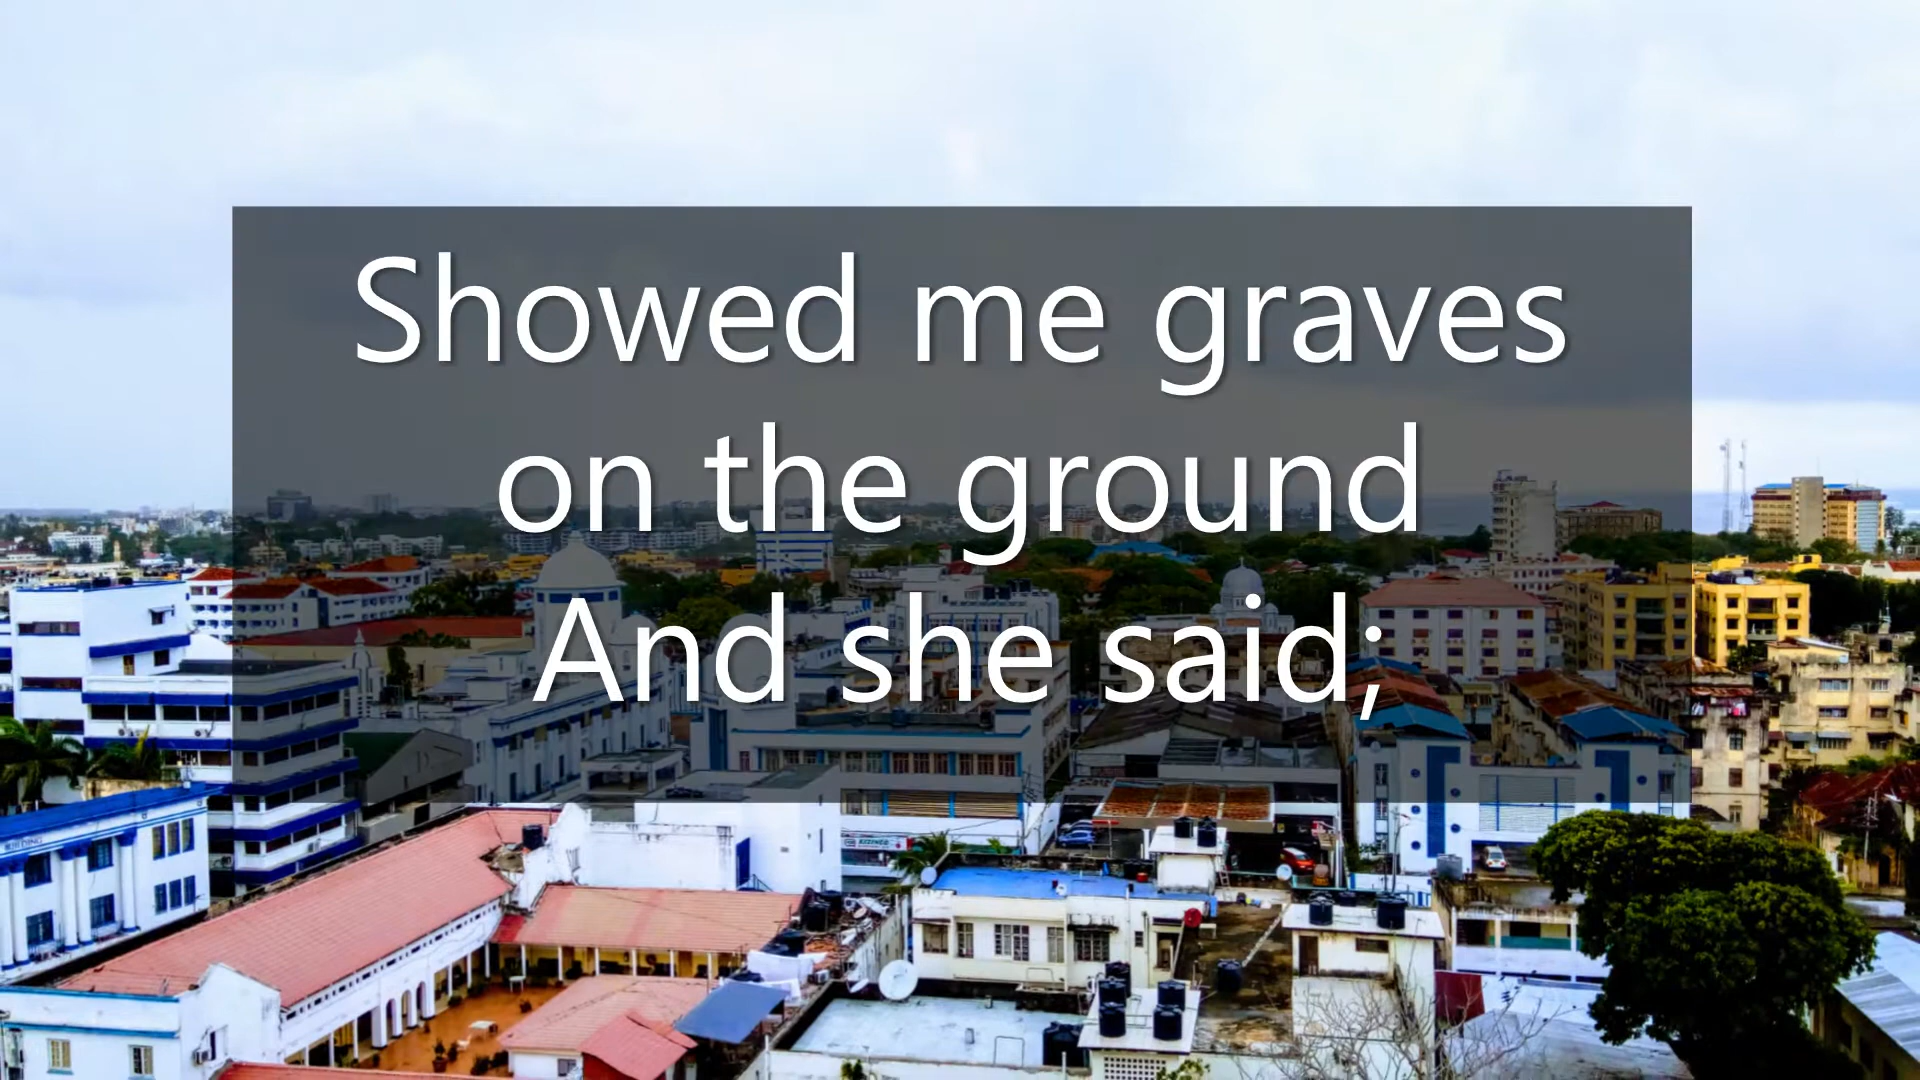 Showed me graves
on the ground
And she said;